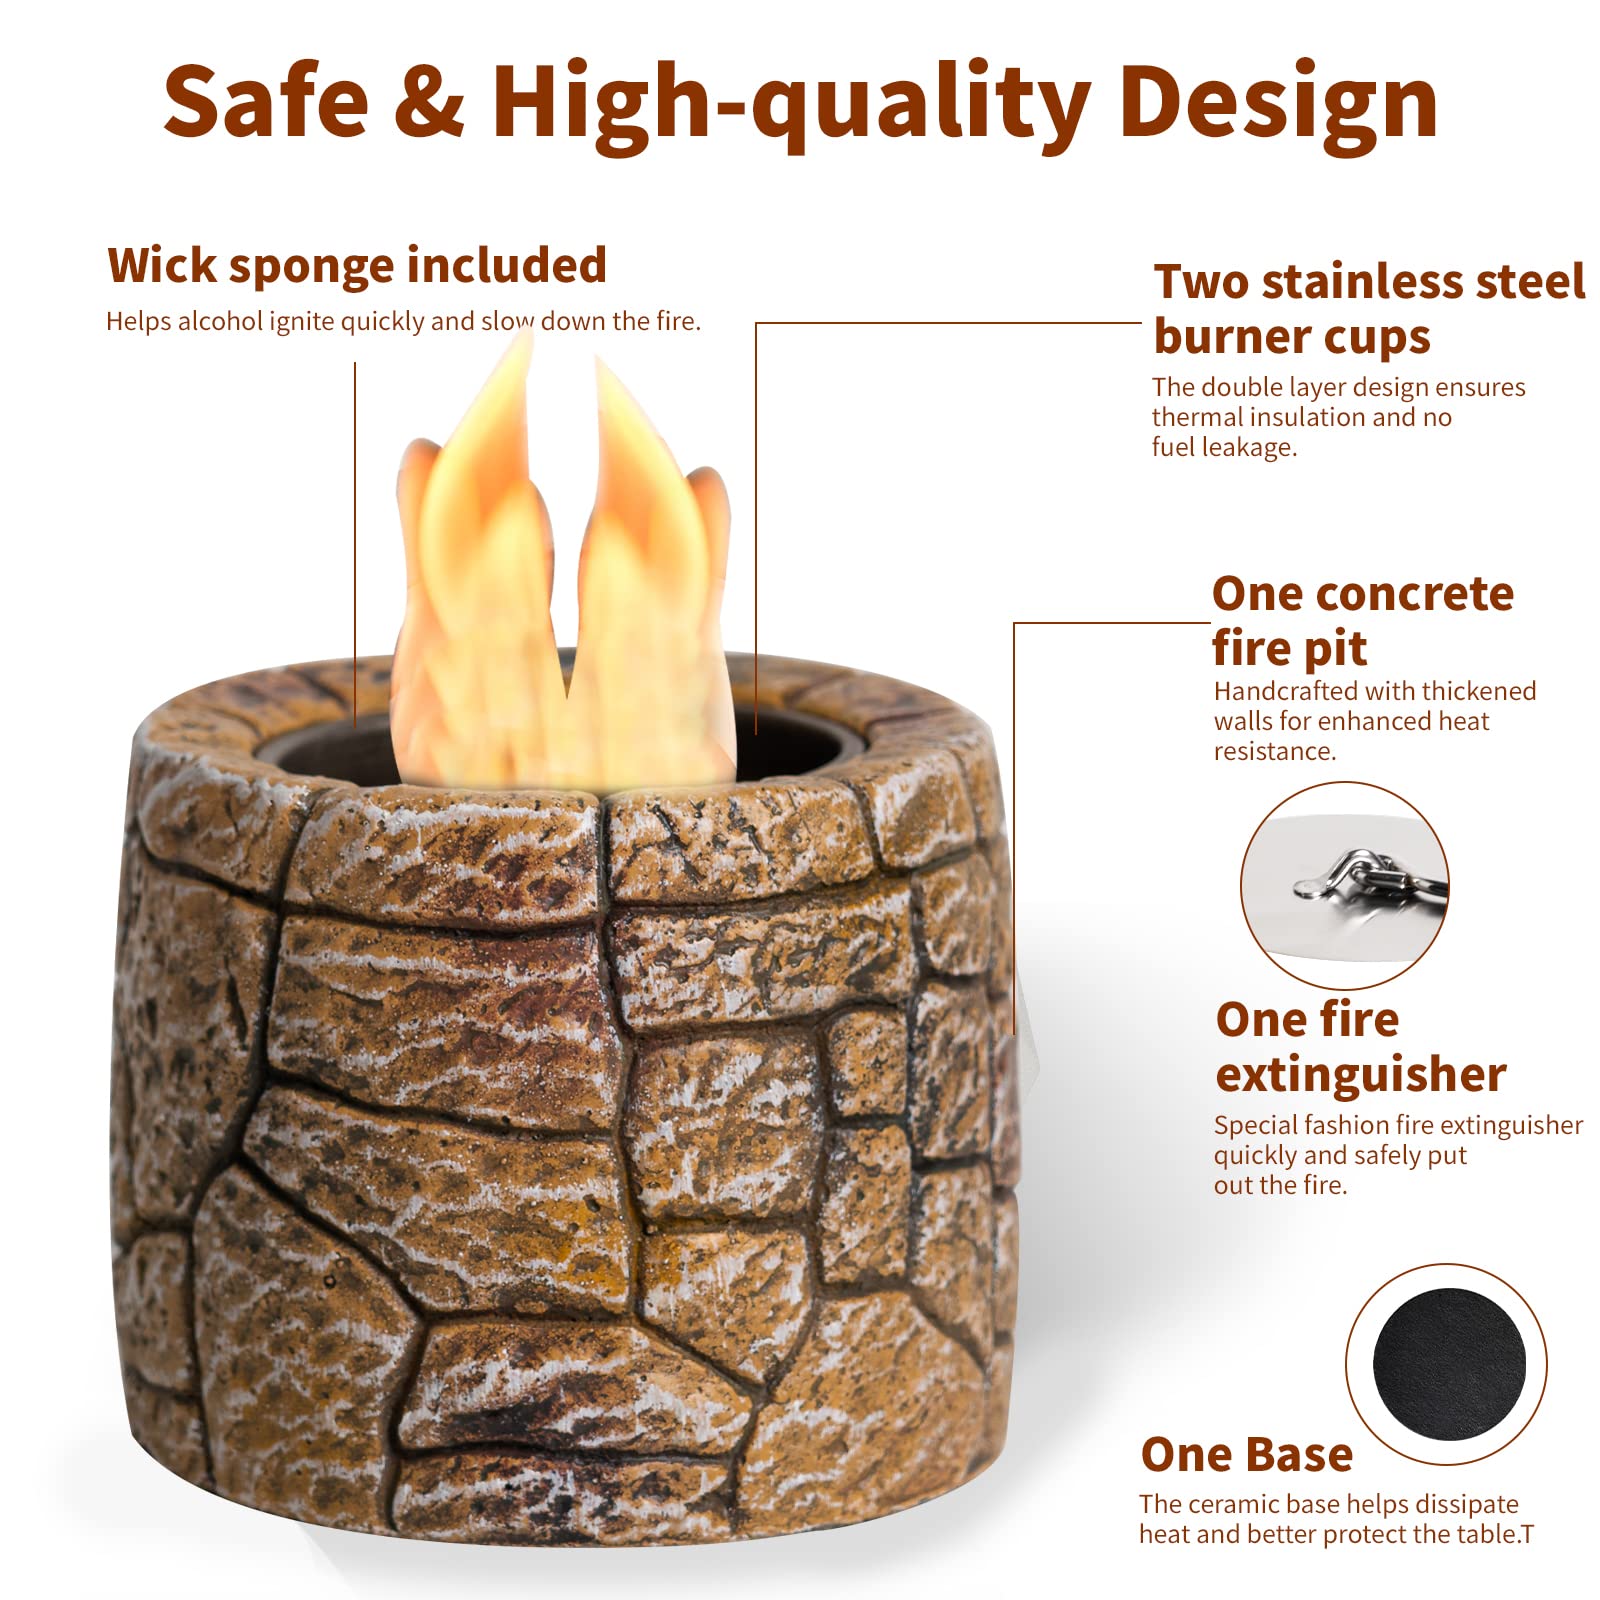 Safe & High-quality Design
Wick sponge included
Helps alcohol ignite quickly and slow down the fire.
Two stainless steel
burner cups
The double layer design ensures
thermal insulation and no
fuel leakage.
One concrete
fire pit
Handcrafted with thickened
walls for enhanced heat
resistance.
One fire
extinguisher
Special fashion fire extinguisher
quickly and safely put
out the fire.
One Base
The ceramic base helps dissipate
heat and better protect the table.T